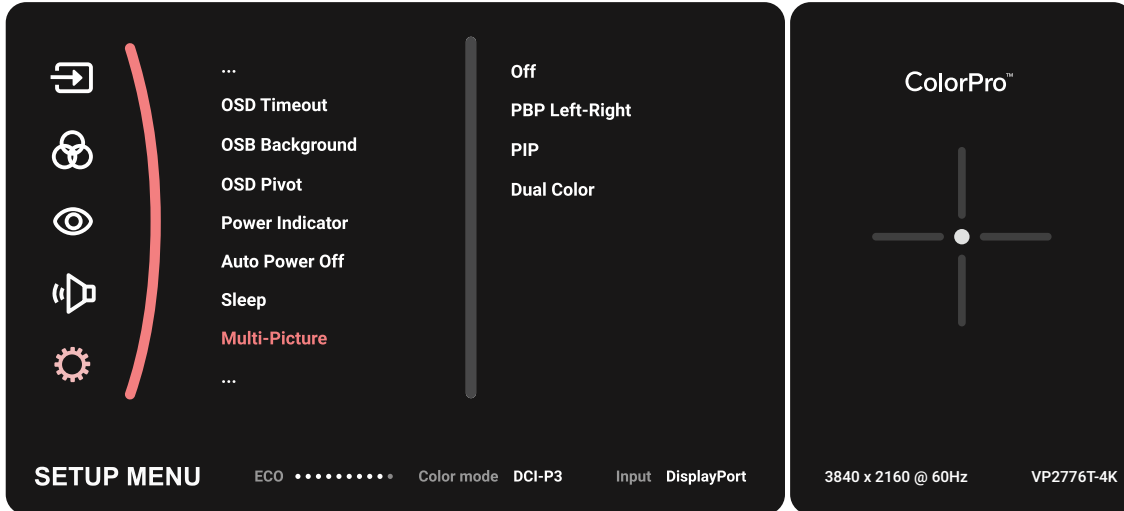 ...
OSD Timeout
OSB Background
OSD Pivot
Power Indicator
Auto Power Off
Sleep
Multi-Picture
...
Off
PBP Left-Right
PIP
Dual Color
SETUP MENU
ECO
Color mode DCI-P3
Input DisplayPort
ColorPro™
3840 x 2160 @ 60Hz
VP2776T-4K